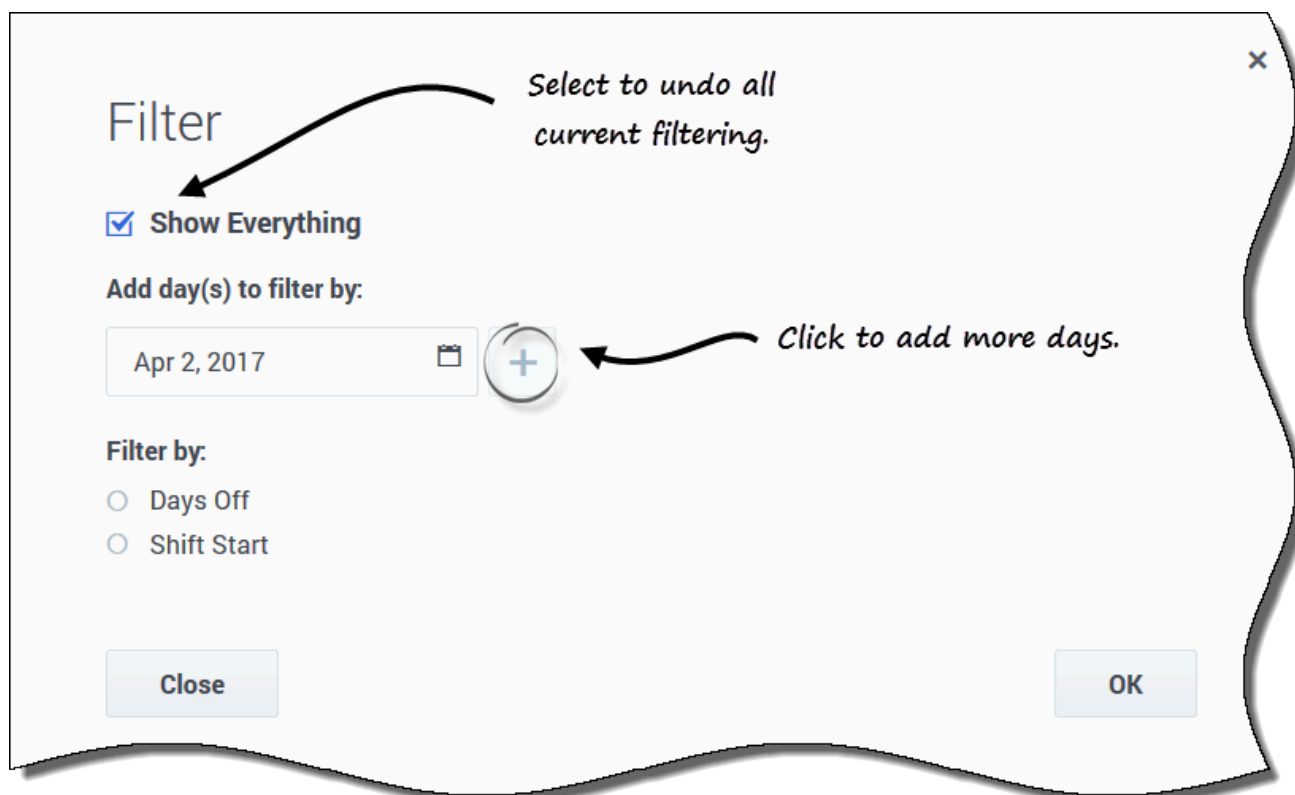 Select to undo all
current filtering.
Filter
Show Everything
Add day(s) to filter by:
Apr 2, 2017
Click to add more days.
Filter by:
Days Off
Shift Start
Close
OK